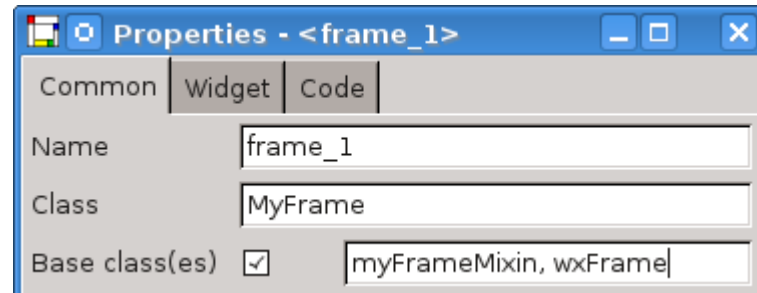 Properties - <frame_1>
Common Widget Code
Name frame_1
Class MyFrame
Base class(es) myFrameMixin, wxFrame